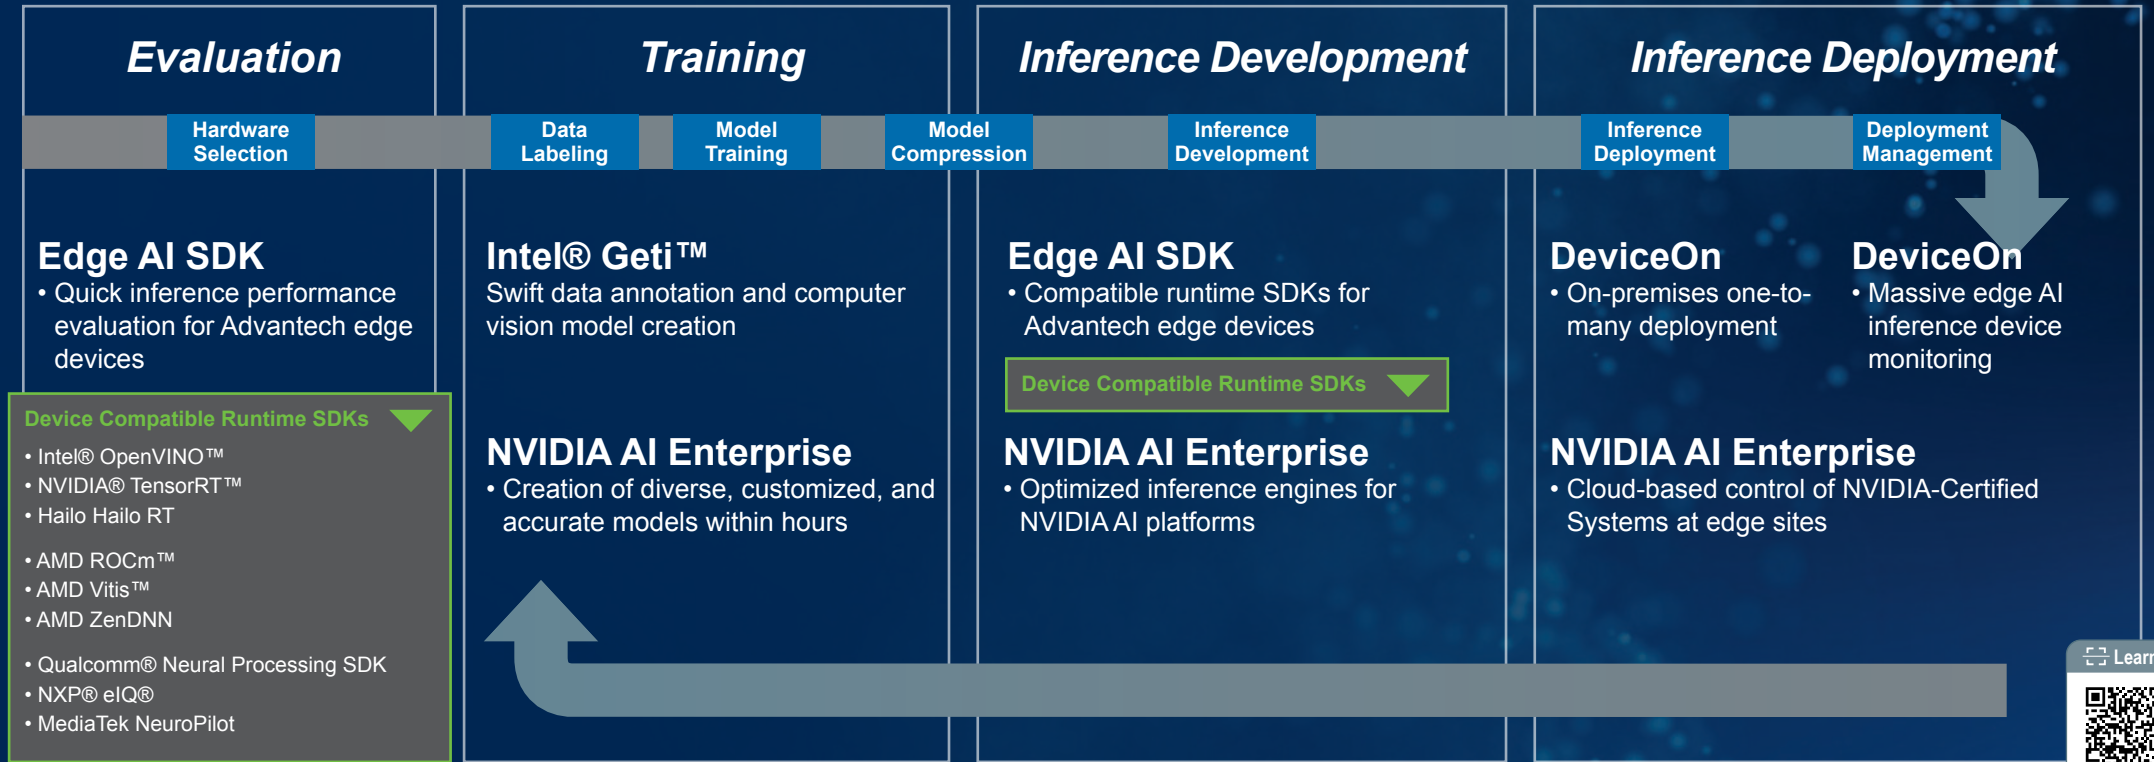 Evaluation
Hardware
Selection
Edge AI SDK
• Quick inference performance
evaluation for Advantech edge
devices
Device Compatible Runtime SDKs
• Intel® OpenVINO™
• NVIDIA® TensorRT™
• Hailo Hailo RT
• AMD ROCm™
• AMD Vitis™
• AMD ZenDNN
• Qualcomm® Neural Processing SDK
• NXP® eIQ®
• MediaTek NeuroPilot
Training
Data
Labeling
Model
Training
Model
Compression
Intel® Geti™
Swift data annotation and computer
vision model creation
NVIDIA AI Enterprise
• Creation of diverse, customized, and
accurate models within hours
Inference Development
Inference
Development
Edge AI SDK
• Compatible runtime SDKs for
Advantech edge devices
Device Compatible Runtime SDKs
NVIDIA AI Enterprise
• Optimized inference engines for
NVIDIA AI platforms
Inference Deployment
Inference
Deployment
Deployment
Management
DeviceOn
• On-premises one-to-
many deployment
DeviceOn
• Massive edge AI
inference device
monitoring
NVIDIA AI Enterprise
• Cloud-based control of NVIDIA-Certified
Systems at edge sites
Learn